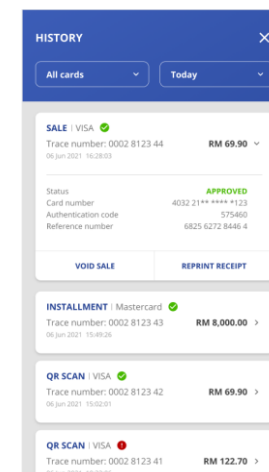 HISTORY
All cards
Today
SALE | VISA
Trace number: 0002 8123 44 RM 69.90
06 Jun 2021 16:28:03
Status APPROVED
Card number 4032 21** **** *123
Authentication code 575460
Reference number 6825 6272 8446 4
VOID SALE REPRINT RECEIPT
INSTALLMENT | Mastercard
Trace number: 0002 8123 43 RM 8,000.00
06 Jun 2021 15:49:26
QR SCAN | VISA
Trace number: 0002 8123 42 RM 69.90
06 Jun 2021 15:02:01
QR SCAN | VISA
Trace number: 0002 8123 41 RM 122.70